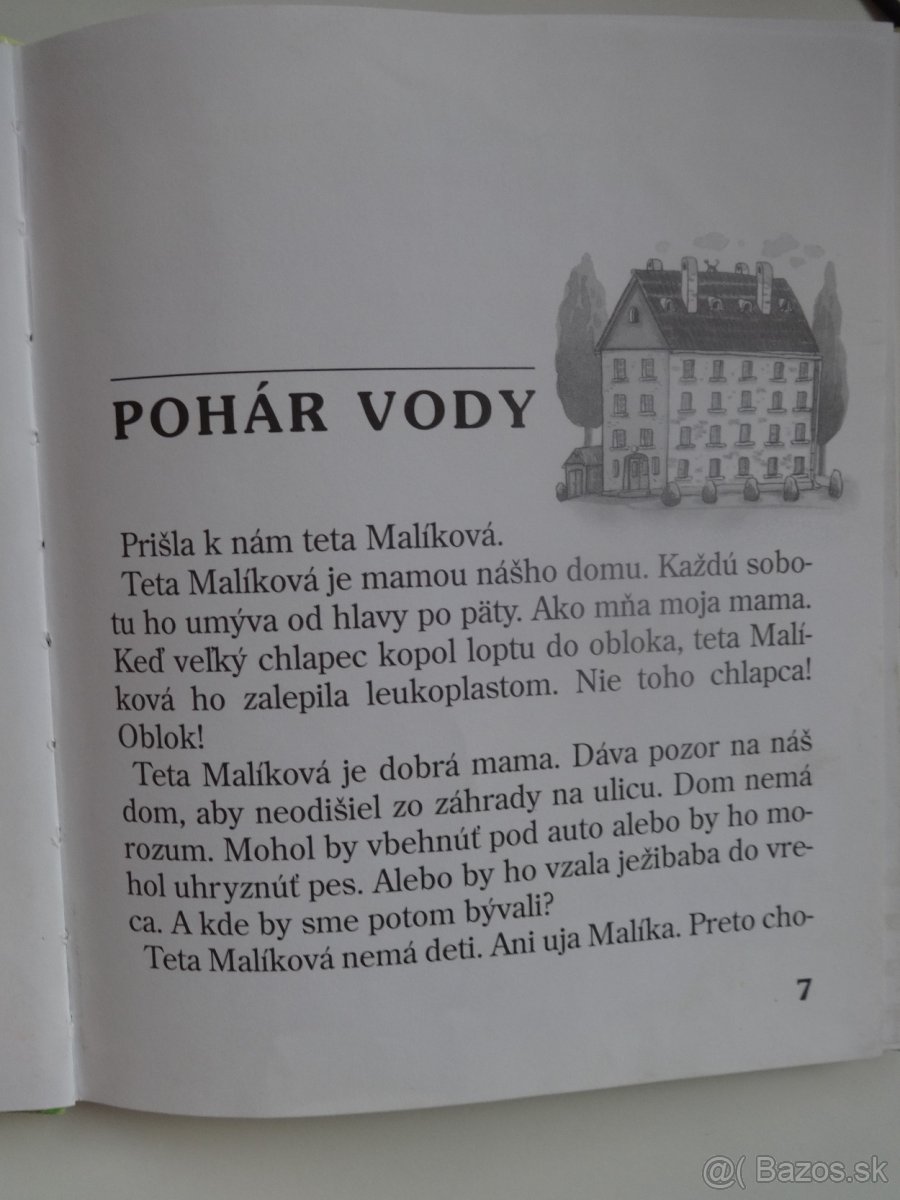 POHÁR VODY
Prišla k nám teta Malíková.
Teta Malíková je mamou nášho domu. Každú sobo-
tu ho umýva od hlavy po päty. Ako mňa moja mama.
Keď veľký chlapec kopol loptu do obloka, teta Malí-
ková ho zalepila leukoplastom. Nie toho chlapca!
Oblok!
Teta Malíková je dobrá mama. Dáva pozor na náš
dom, aby neodišiel zo záhrady na ulicu. Dom nemá
rozum. Mohol by vbehnúť pod auto alebo by ho mo-
hol uhryznúť pes. Alebo by ho vzala ježibaba do vre-
ca. A kde by sme potom bývali?
Teta Malíková nemá deti. Ani uja Malíka. Preto cho-
7
@( Bazos.sk